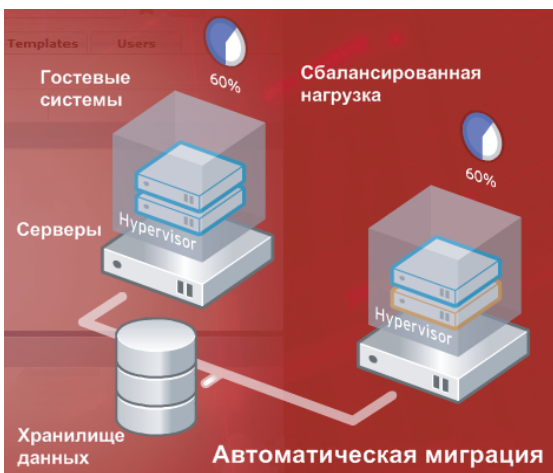 Templates Users
60%
Гостевые
системы
Сбалансированная
нагрузка
60%
Серверы
Hypervisor
Hypervisor
Хранилище
данных
Автоматическая миграция